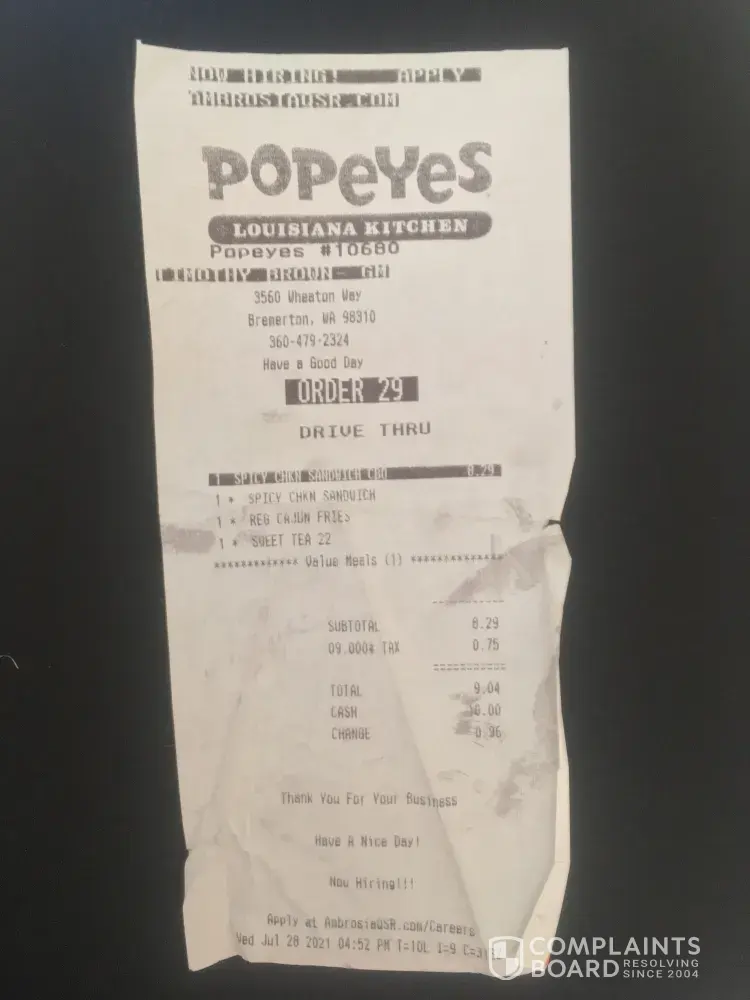 NOW HIRING! APPLY
AMBROSIAQSR.COM
POPEYES
LOUISIANA KITCHEN
Popeyes #10680
TIMOTHY BROWN- GM
3560 Wheaton Way
Bremerton, WA 98310
360-479-2324
Have a Good Day
ORDER 29
DRIVE THRU
1 SPICY CHKN SANDWICH CBO 8.29
1 * SPICY CHKN SANDWICH
1 * REG CAJUN FRIES
1 * SWEET TEA 22
************* Value Meals (1) **************
SUBTOTAL 8.29
09.000% TAX 0.75
TOTAL 9.04
CASH 10.00
CHANGE 0.96
Thank You For Your Business
Have A Nice Day!
Now Hiring!!!
Apply at AmbrosiaQSR.com/Careers
Wed Jul 28 2021 04:52 PM T=10L I=9
COMPLAINTS
BOARD RESOLVING SINCE 2004